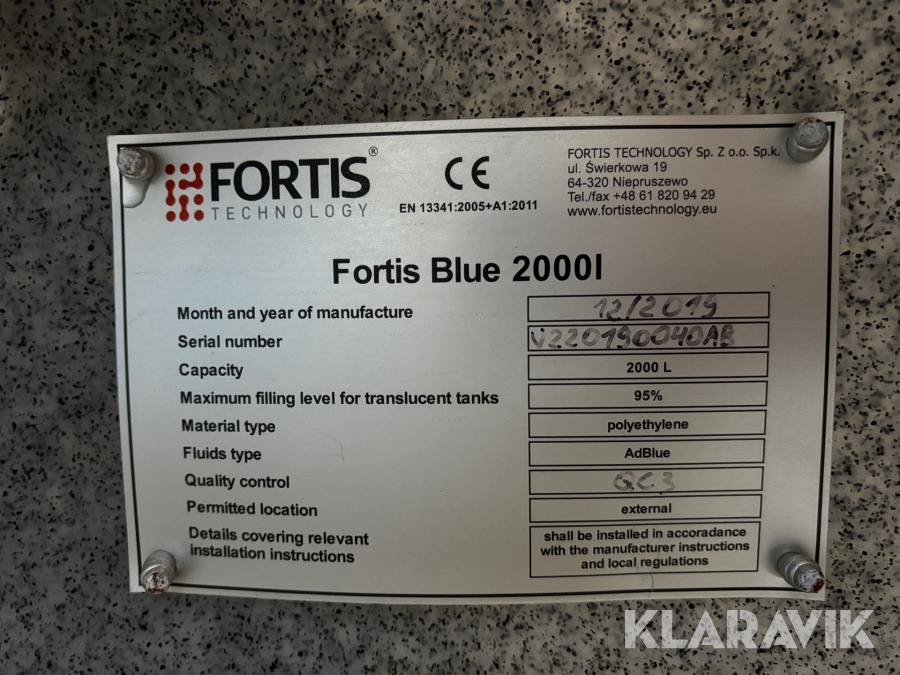 FORTIS®
TECHNOLOGY
CE
EN 13341:2005+A1:2011
FORTIS TECHNOLOGY Sp. Z o.o. Sp.k.
ul. Świerkowa 19
64-320 Niepruszewo
Tel./fax +48 61 820 94 29
www.fortistechnology.eu
Fortis Blue 2000l
Month and year of manufacture 12/2019
Serial number V220190040AB
Capacity 2000 L
Maximum filling level for translucent tanks 95%
Material type polyethylene
Fluids type AdBlue
Quality control QC3
Permitted location external
Details covering relevant
installation instructions
shall be installed in accoradance
with the manufacturer instructions
and local regulations
KLARAVIK